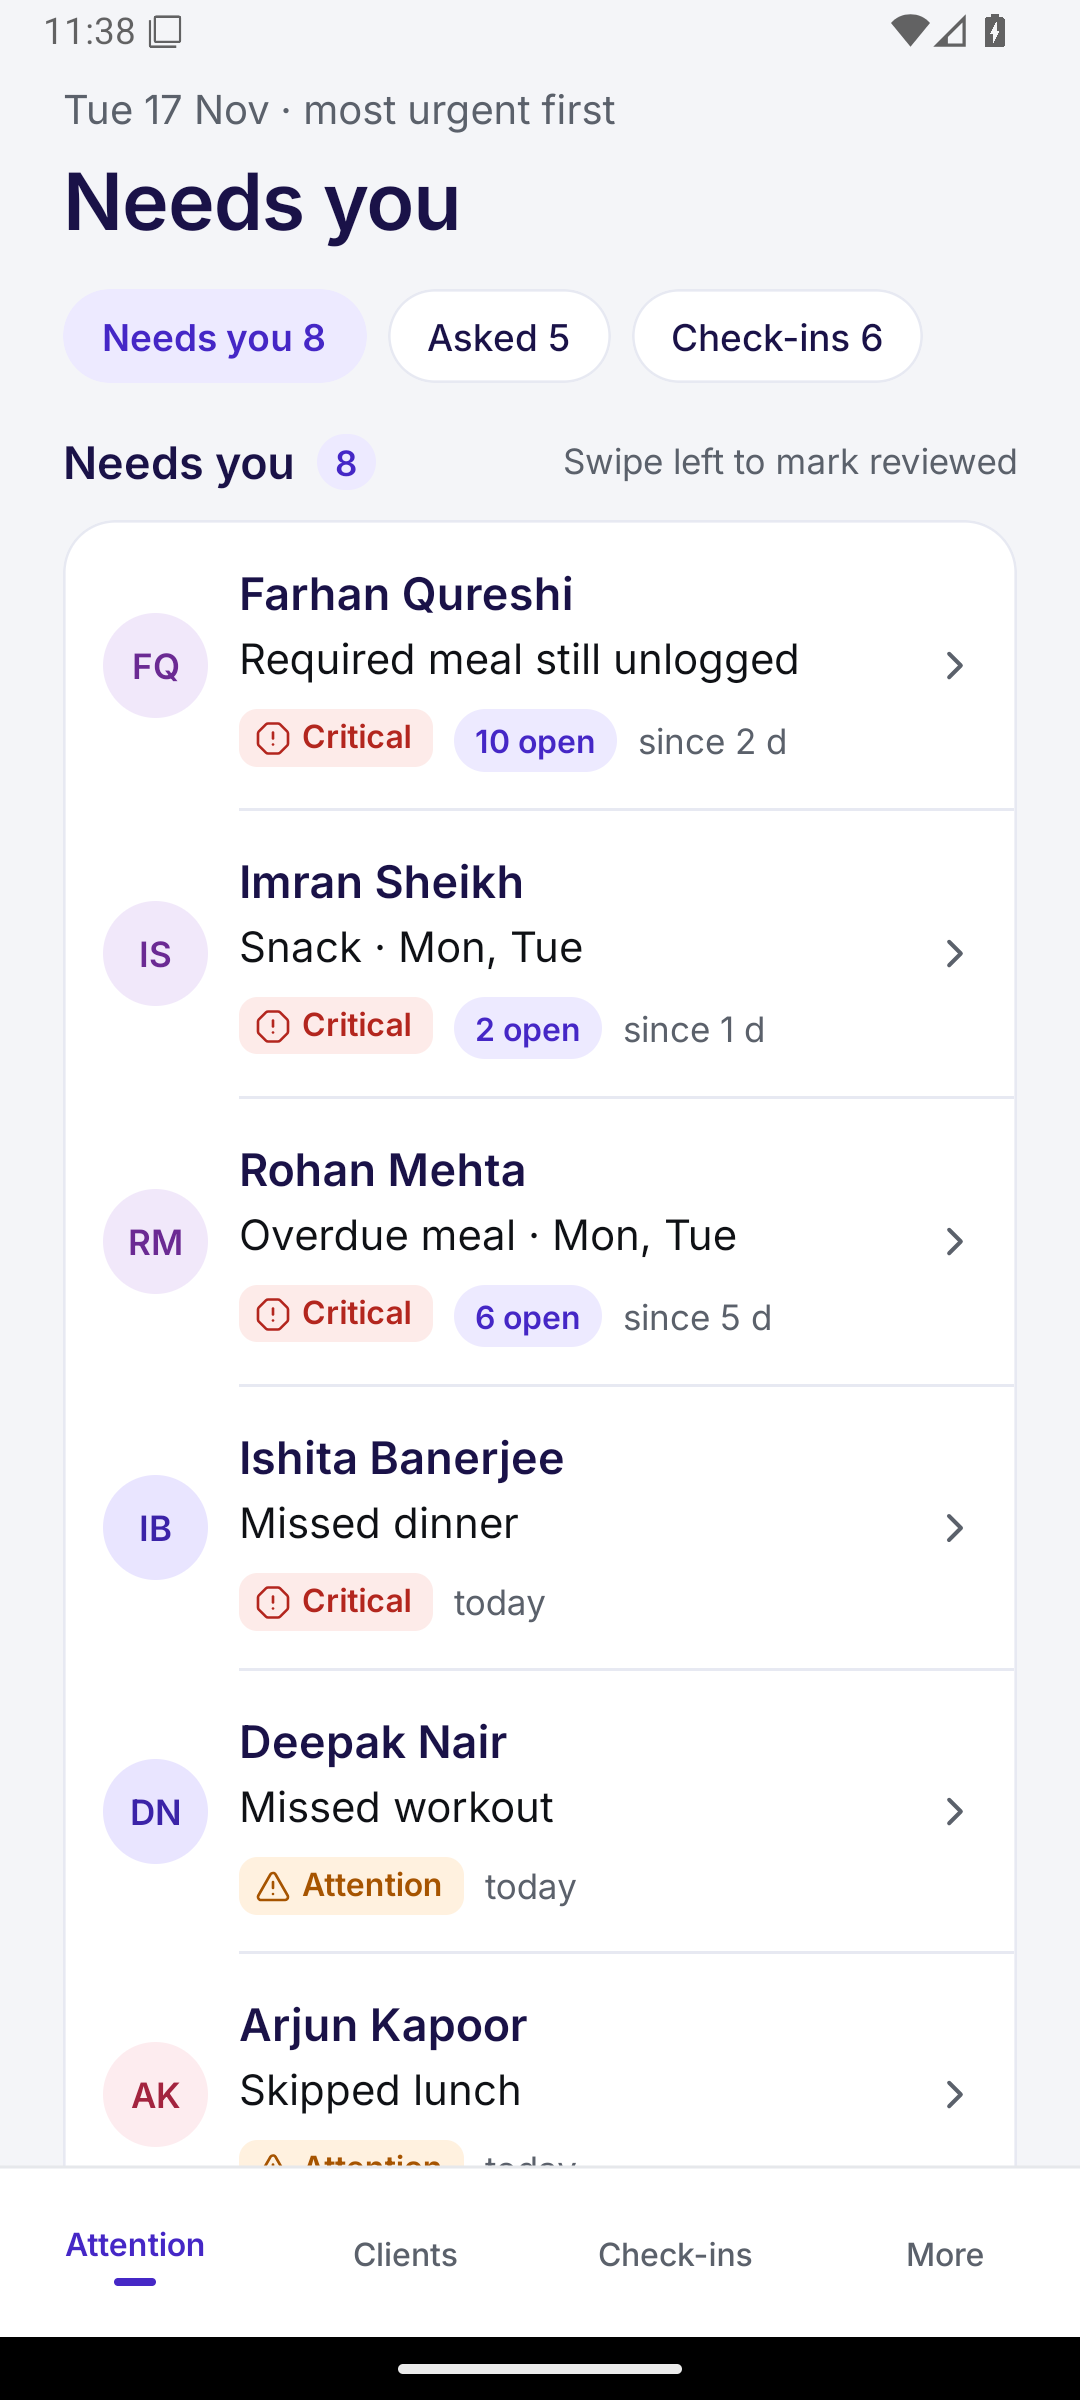 11:38
Tue 17 Nov · most urgent first
Needs you
Needs you 8
Asked 5
Check-ins 6
Needs you 8
Swipe left to mark reviewed
Farhan Qureshi
FQ
Required meal still unlogged
Critical
10 open
since 2 d
Imran Sheikh
IS
Snack · Mon, Tue
Critical
2 open
since 1 d
Rohan Mehta
RM
Overdue meal · Mon, Tue
Critical
6 open
since 5 d
Ishita Banerjee
IB
Missed dinner
Critical
today
Deepak Nair
DN
Missed workout
Attention
today
Arjun Kapoor
AK
Skipped lunch
Attention
today
Attention
Clients
Check-ins
More